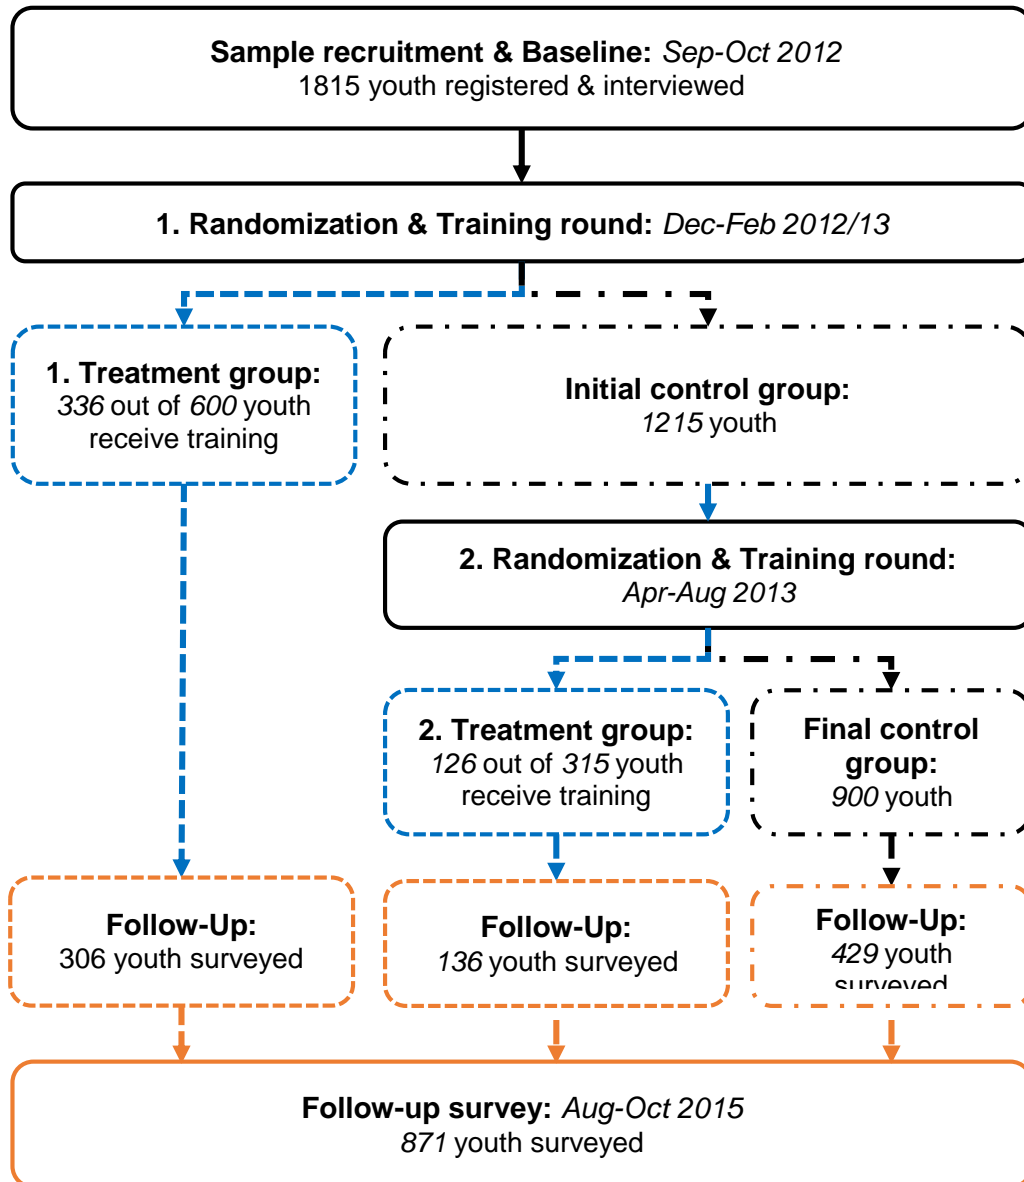 Sample recruitment & Baseline: Sep-Oct 2012
1815 youth registered & interviewed
1. Randomization & Training round: Dec-Feb 2012/13
1. Treatment group:
336 out of 600 youth
receive training
Initial control group:
1215 youth
2. Randomization & Training round:
Apr-Aug 2013
2. Treatment group:
126 out of 315 youth
receive training
Final control
group:
900 youth
Follow-Up:
306 youth surveyed
Follow-Up:
136 youth surveyed
Follow-Up:
429 youth
surveyed
Follow-up survey: Aug-Oct 2015
871 youth surveyed